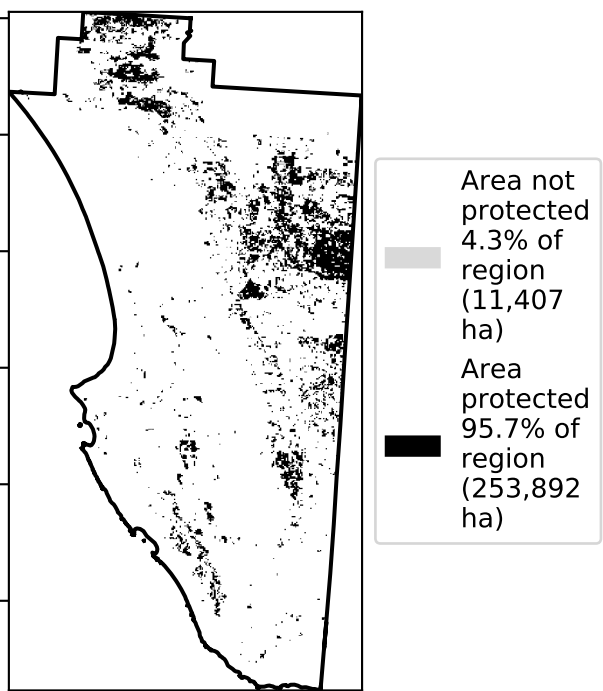 Area not
protected
4.3% of
region
(11,407
ha)
Area
protected
95.7% of
region
(253,892
ha)